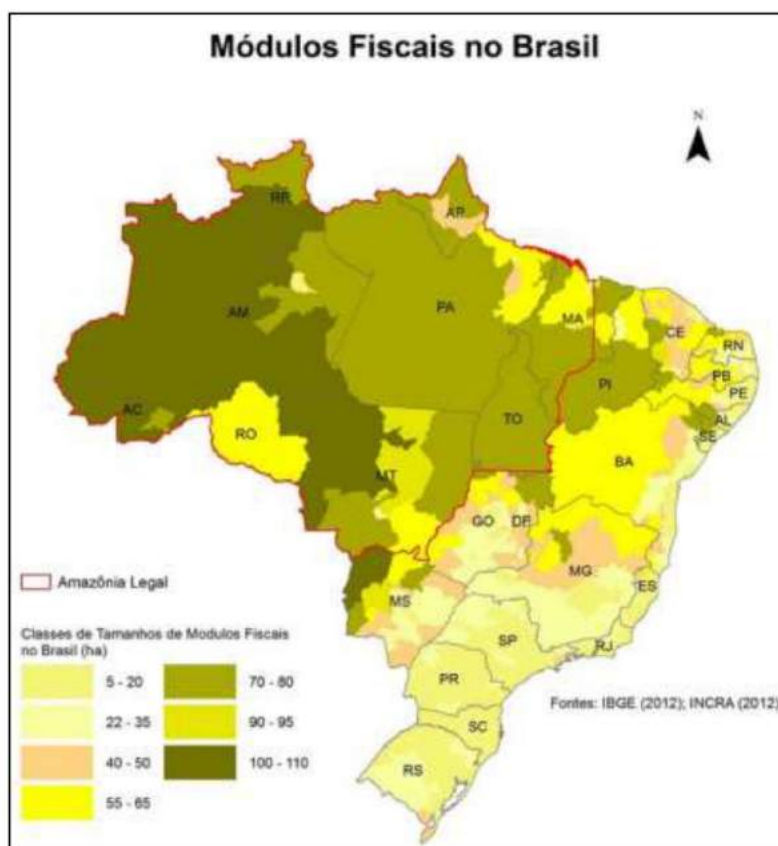 Módulos Fiscais no Brasil
N
RR
AP
AM
PA
MA
CE
RN
PB
PE
PI
AL
SE
AC
RO
TO
MT
BA
GO
DF
MG
ES
MS
SP
RJ
PR
SC
RS
Amazônia Legal
Classes de Tamanhos de Modulos Fiscais
no Brasil (ha)
5 - 20
70 - 80
22 - 35
90 - 95
40 - 50
100 - 110
55 - 65
Fontes: IBGE (2012); INCRA (2012)